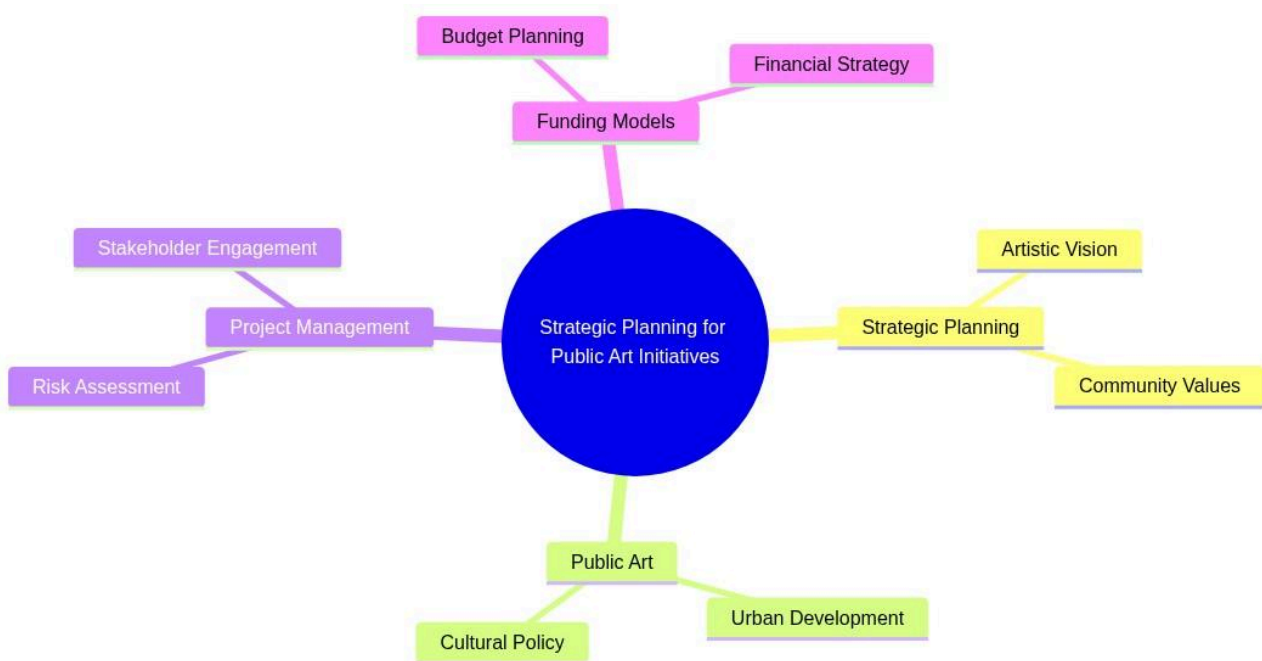 Budget Planning
Financial Strategy
Funding Models
Stakeholder Engagement
Artistic Vision
Project Management
Strategic Planning for
Public Art Initiatives
Strategic Planning
Risk Assessment
Community Values
Public Art
Urban Development
Cultural Policy